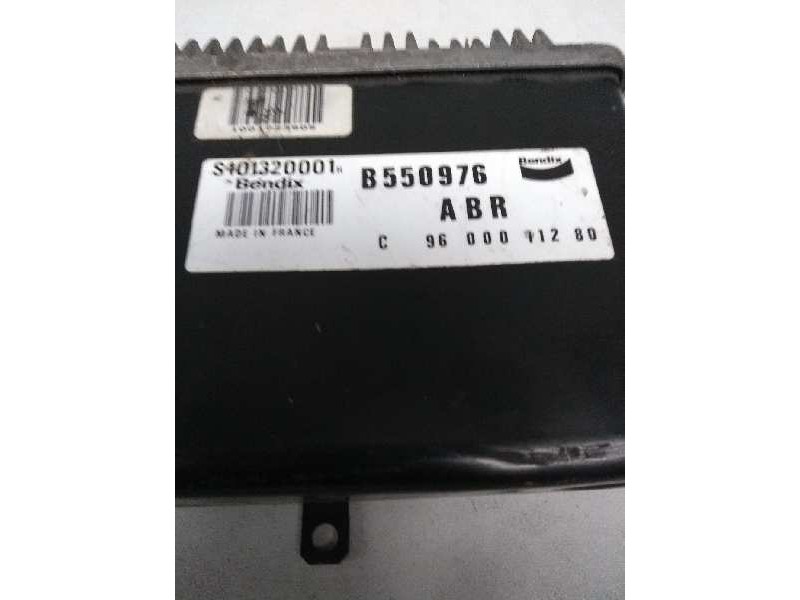 S401320001
Bendix
MADE IN FRANCE
B550976
Bendix
ABR
C 96 000 112 80